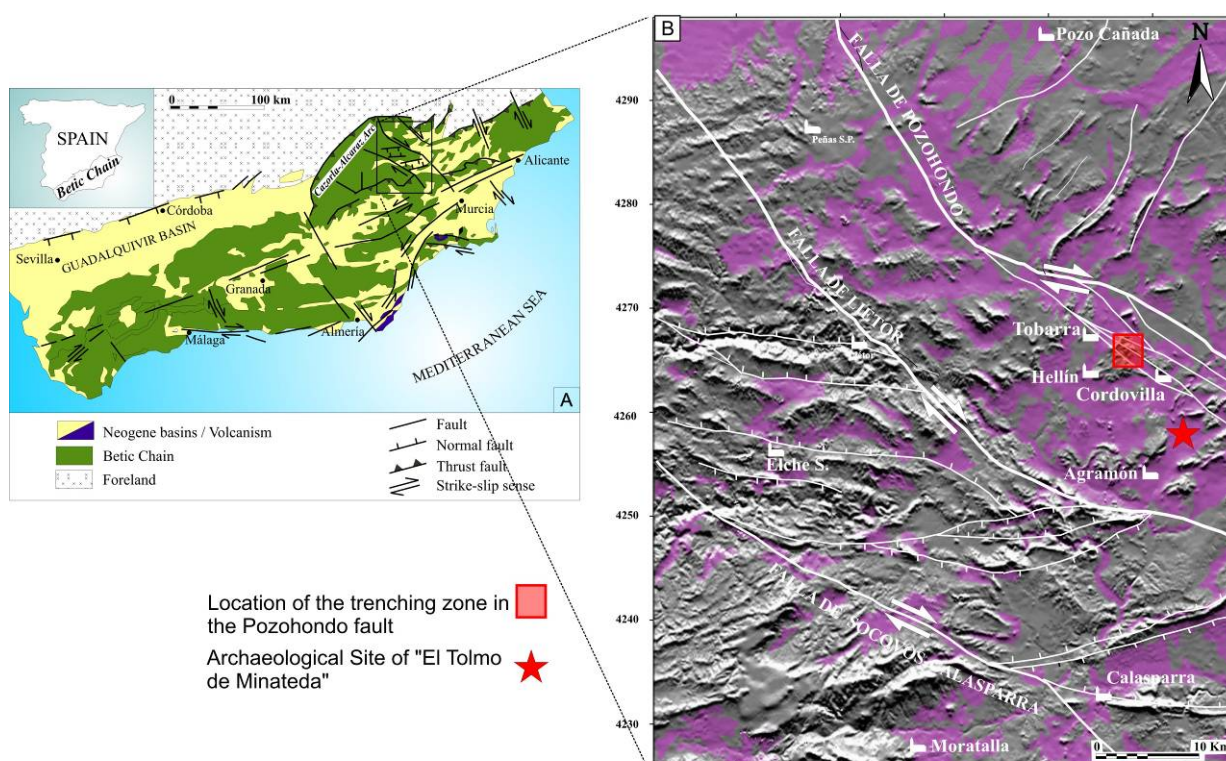 SPAIN
Betic Chain
0 100 km
Cazorla-Alcaraz Arc
Alicante
Murcia
Córdoba
Sevilla
GUADALQUIVIR BASIN
Granada
Almería
Málaga
MEDITERRANEAN SEA
A
Neogene basins / Volcanism
Betic Chain
Foreland
Fault
Normal fault
Thrust fault
Strike-slip sense
Location of the trenching zone in
the Pozohondo fault
Archaeological Site of "El Tolmo
de Minateda"
B
N
Pozo Cañada
FALLA DE POZOHONDO
Peñas S.P.
FALLA DE LIETOR
Tobarra
Hellín
Cordovilla
Elche S.
Agramón
FALLA DE SOCOVOS CALASPARRA
Calasparra
Moratalla
4290
4280
4270
4260
4250
4240
4230
0 10 Km